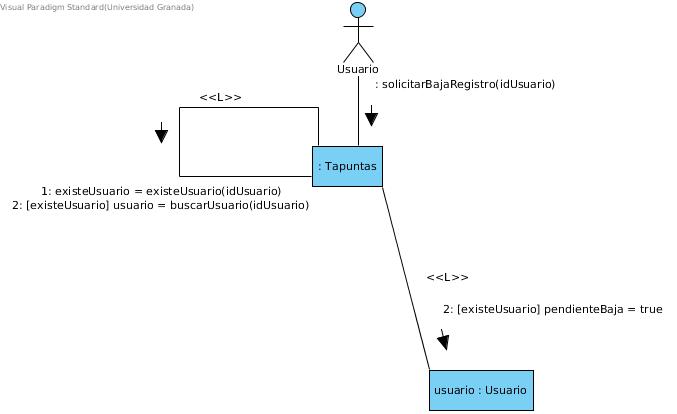 Visual Paradigm Standard(Universidad Granada)
Usuario
: solicitarBajaRegistro(idUsuario)
<<L>>
: Tapuntas
1: existeUsuario = existeUsuario(idUsuario)
2: [existeUsuario] usuario = buscarUsuario(idUsuario)
<<L>>
2: [existeUsuario] pendienteBaja = true
usuario : Usuario